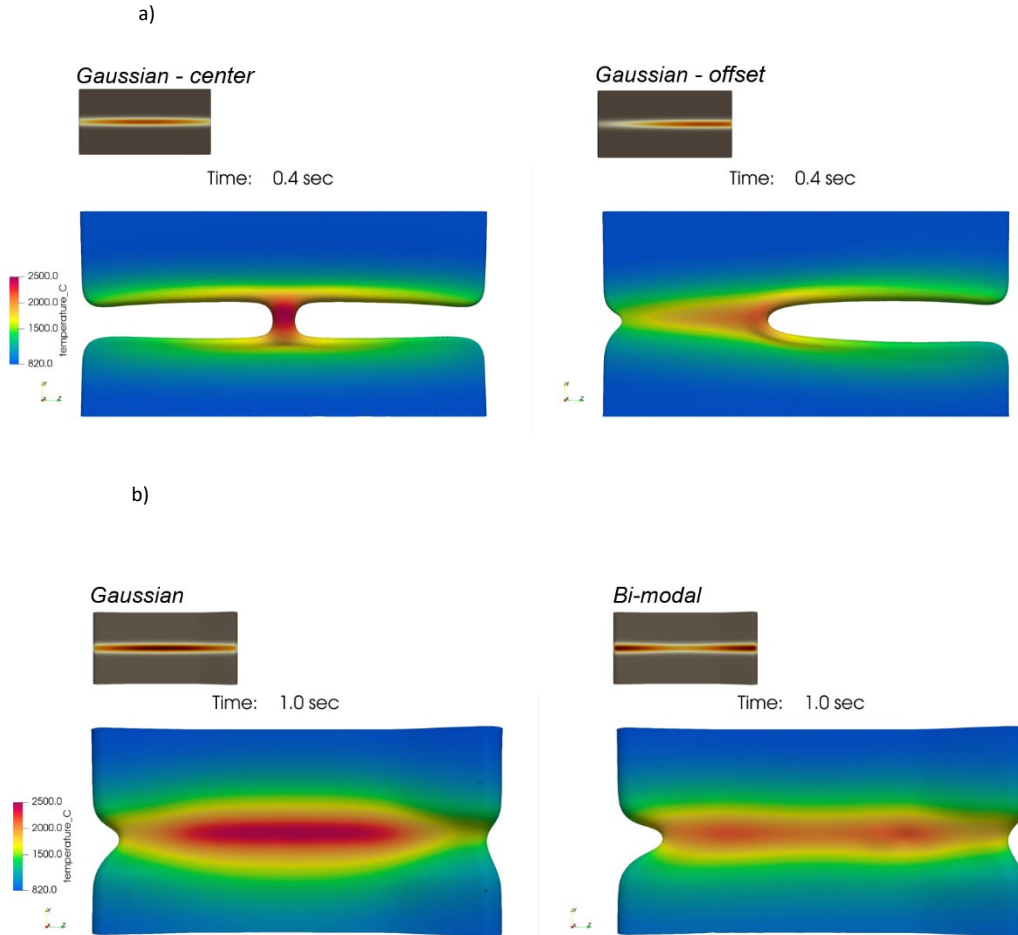 a)
Gaussian - center
Gaussian - offset
Time: 0.4 sec
Time: 0.4 sec
2500.0
2000.0
1500.0
820.0
temperature_C
Y
X Z
Y
X Z
b)
Gaussian
Bi-modal
Time: 1.0 sec
Time: 1.0 sec
2500.0
2000.0
1500.0
820.0
temperature_C
Y
X Z
Y
X Z